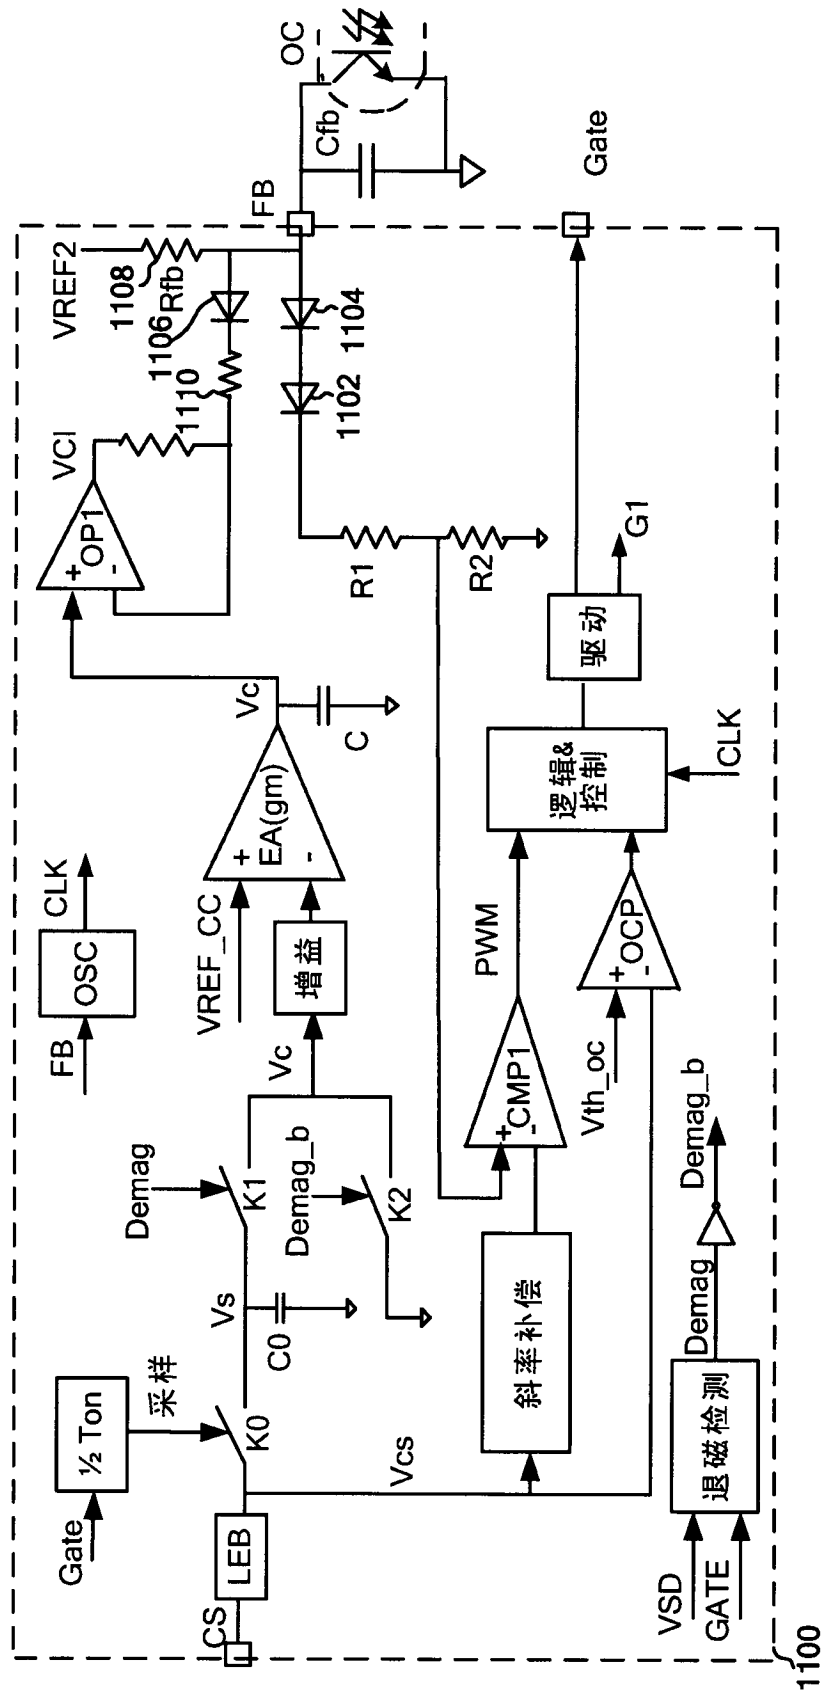 OC
Cfb
FB
VREF2
1108
Rfb
1106
1110
1104
1102
VCI
OP1
+
-
R1
R2
Gate
G1
驱动
逻辑&
控制
CLK
Vc
C
EA(gm)
+
-
VREF_CC
增益
Vc
CLK
OSC
FB
PWM
CMP1
+
-
OCP
+
-
Vth_oc
Demag
K1
Demag_b
K2
Vs
C0
½ Ton
采样
K0
Gate
LEB
CS
Vcs
斜率补偿
Demag_b
Demag
退磁检测
VSD
GATE
1100